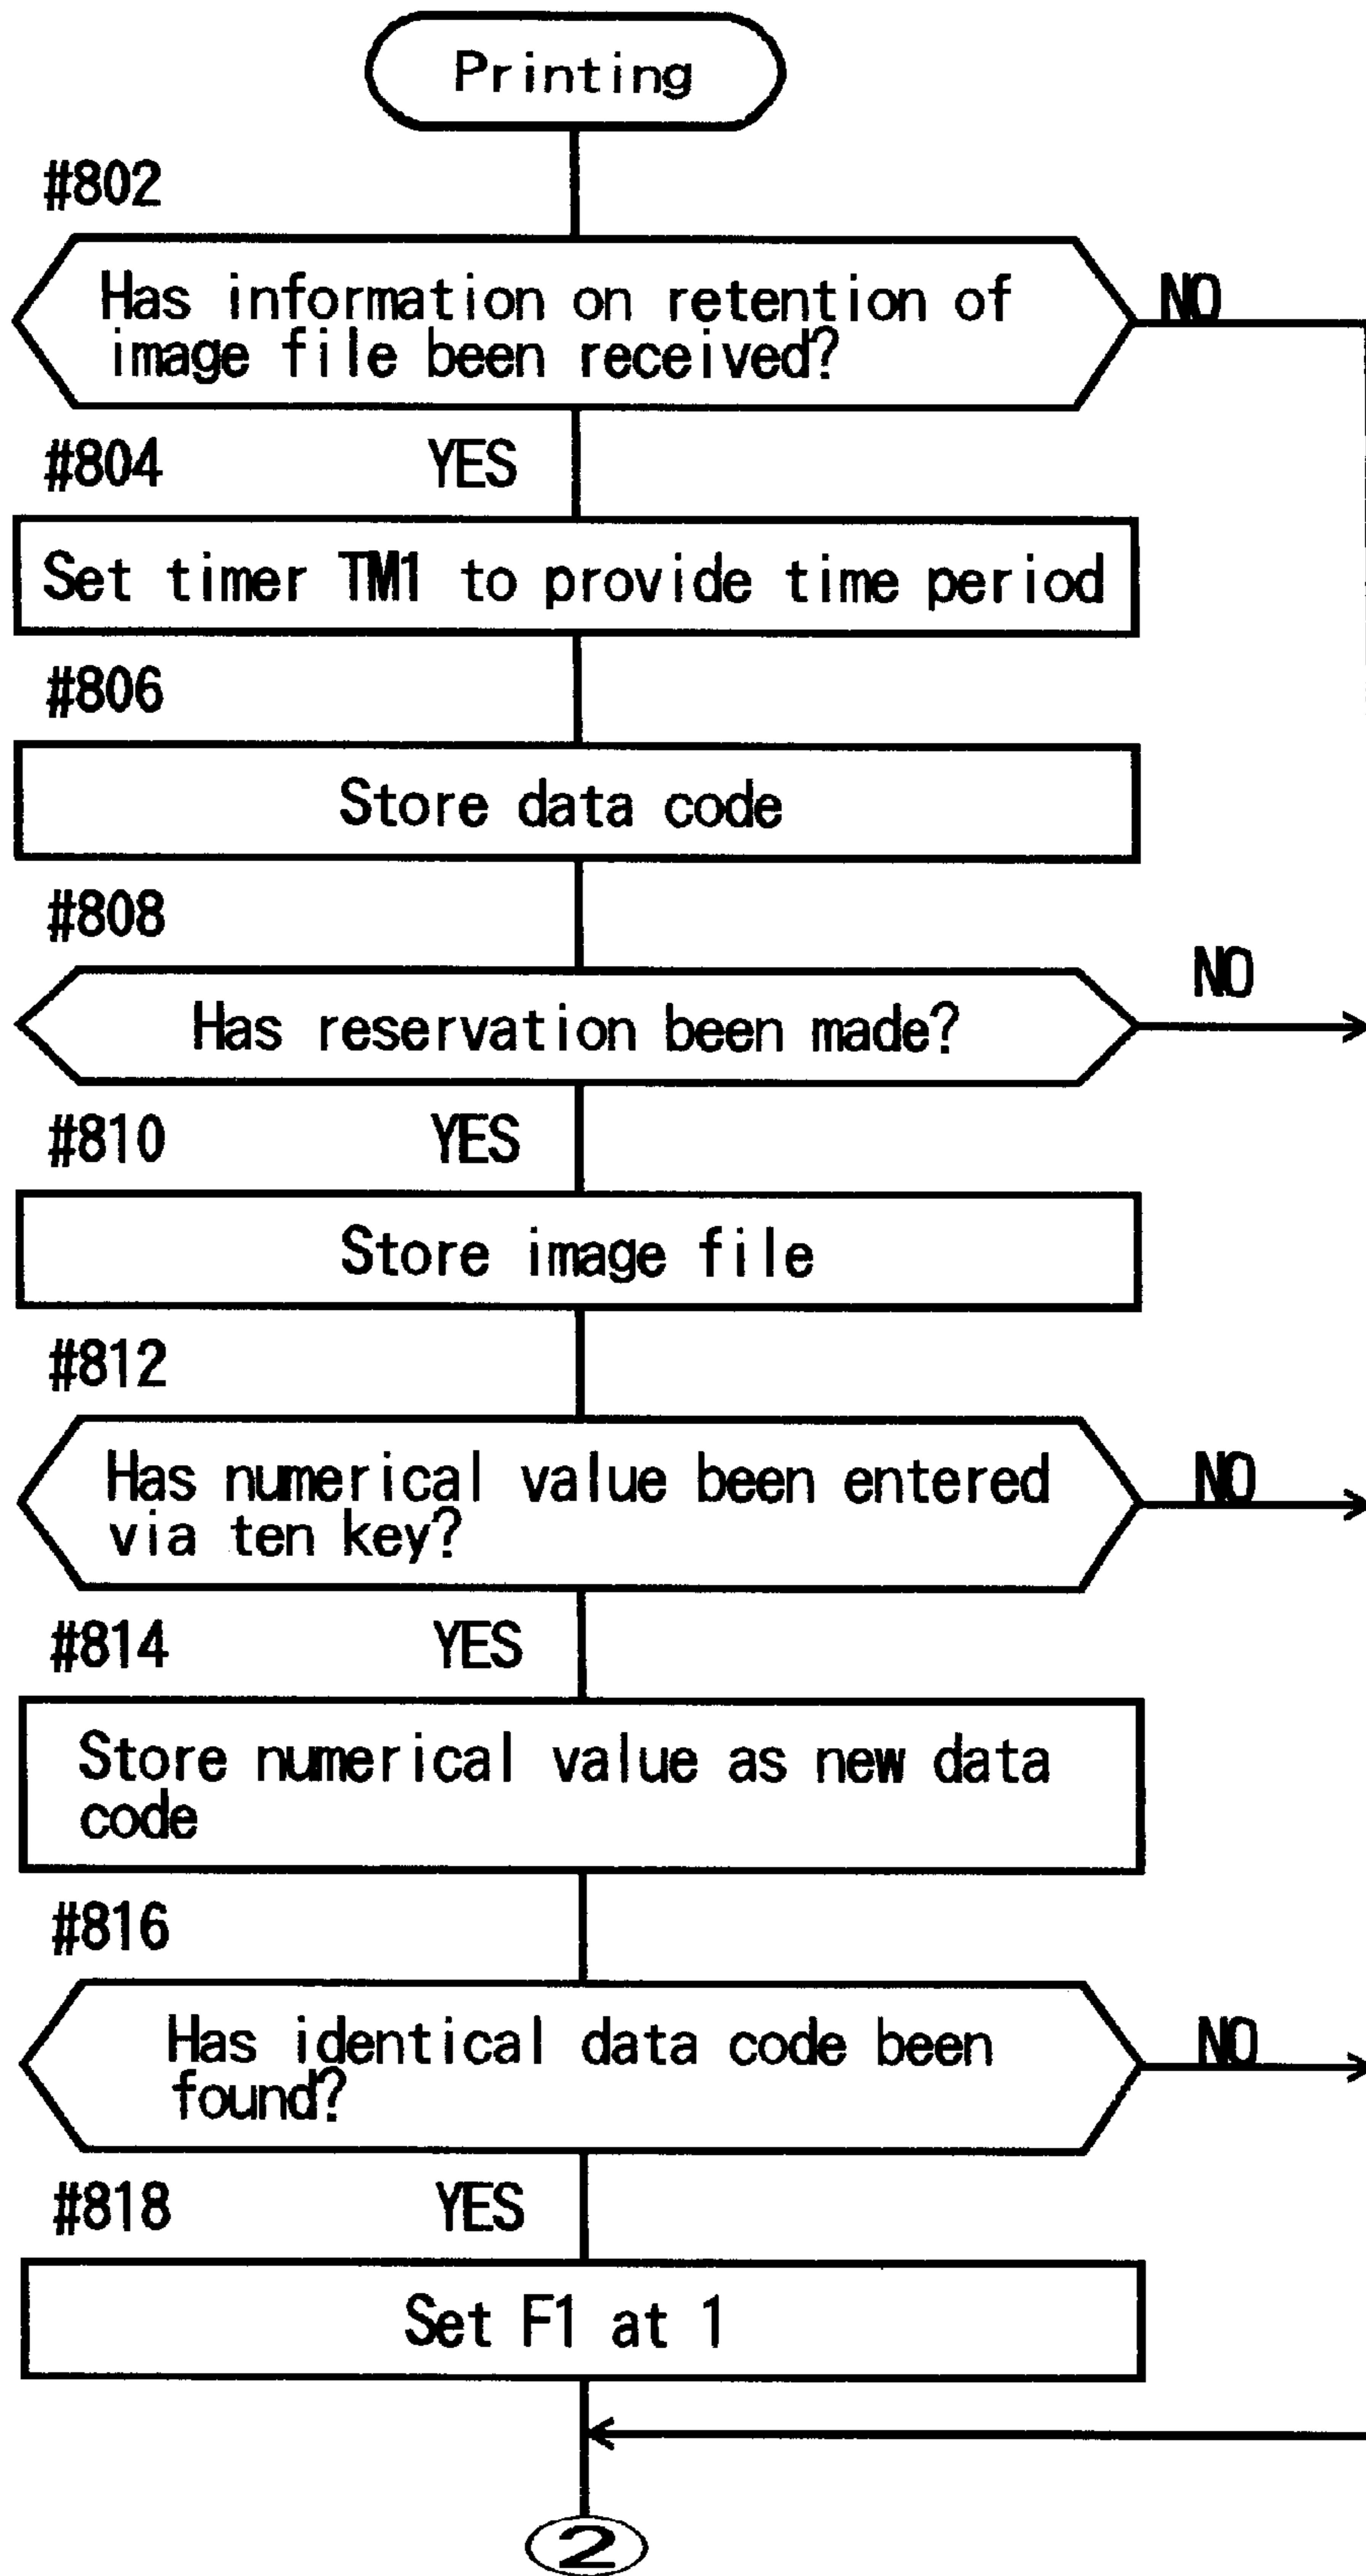 Printing
#802
Has information on retention of
image file been received?
NO
#804
YES
Set timer TM1 to provide time period
#806
Store data code
#808
Has reservation been made?
NO
#810
YES
Store image file
#812
Has numerical value been entered
via ten key?
NO
#814
YES
Store numerical value as new data
code
#816
Has identical data code been
found?
NO
#818
YES
Set F1 at 1
2